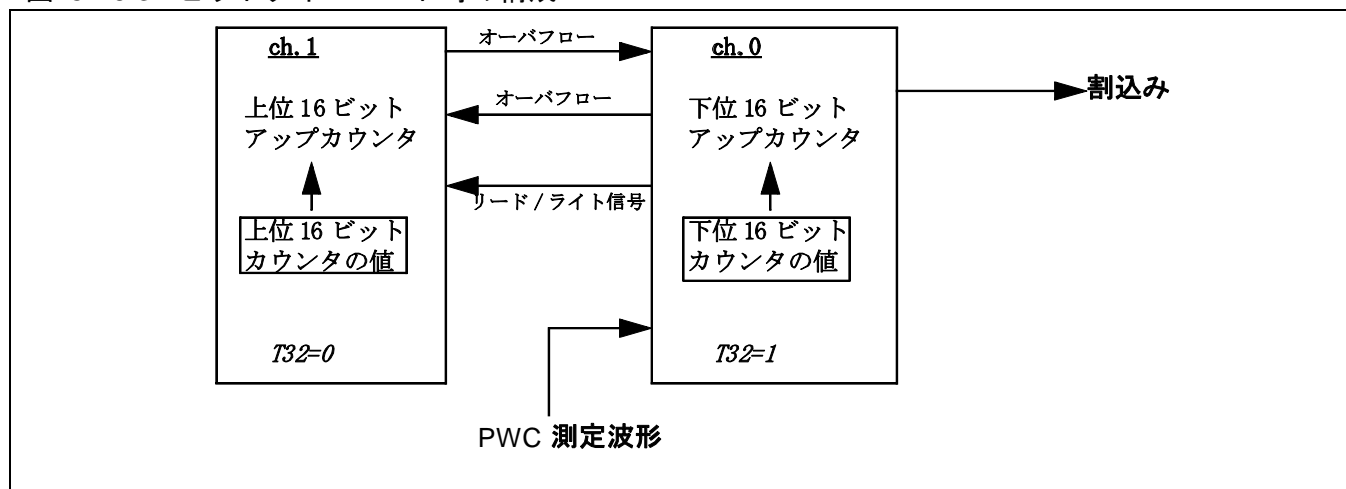 ch. 1
上位 16 ビット
アップカウンタ
上位 16 ビット
カウンタの値
T32=0
オーバフロー
オーバフロー
リード / ライト信号
ch. 0
下位 16 ビット
アップカウンタ
下位 16 ビット
カウンタの値
T32=1
割込み
PWC 測定波形